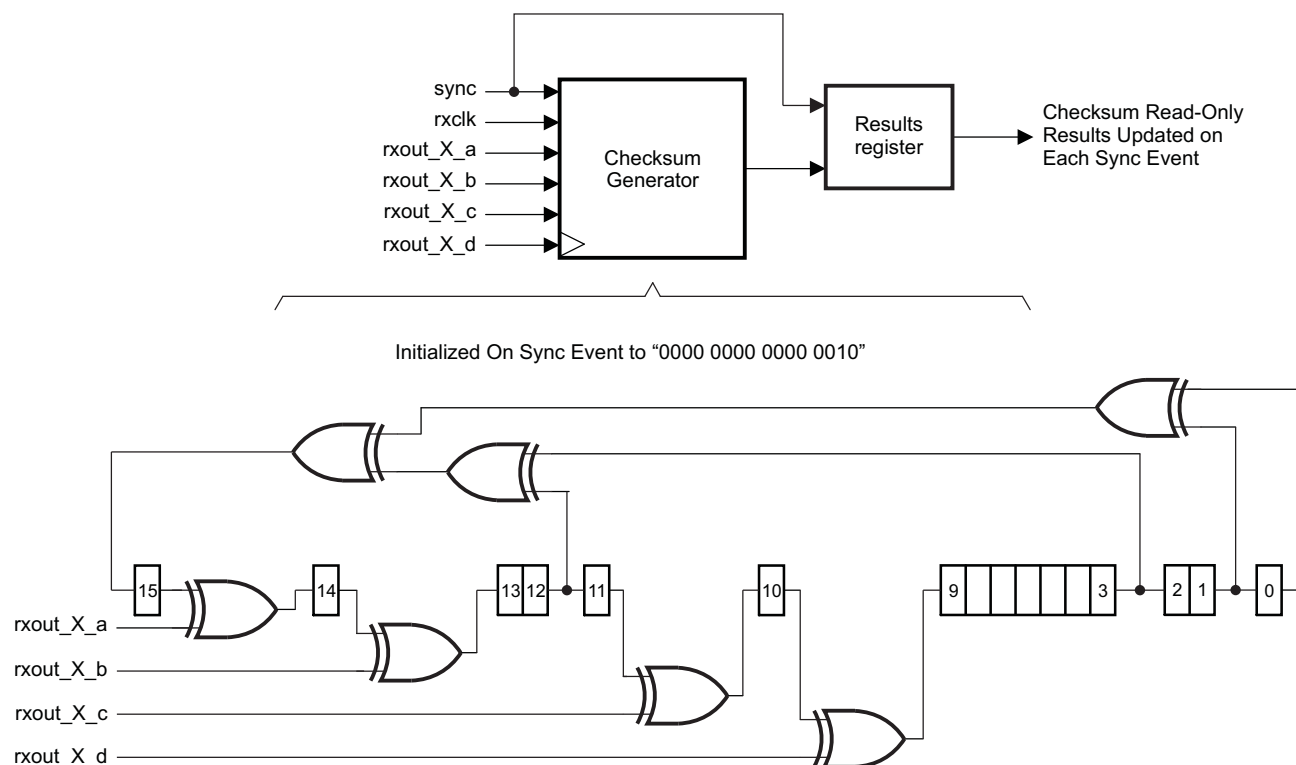 sync
rxclk
rxout_X_a
rxout_X_b
rxout_X_c
rxout_X_d
Checksum
Generator
Results
register
Checksum Read-Only
Results Updated on
Each Sync Event
Initialized On Sync Event to “0000 0000 0000 0010”
15
14
13 12
11
10
9
3
2 1
0
rxout_X_a
rxout_X_b
rxout_X_c
rxout_X_d